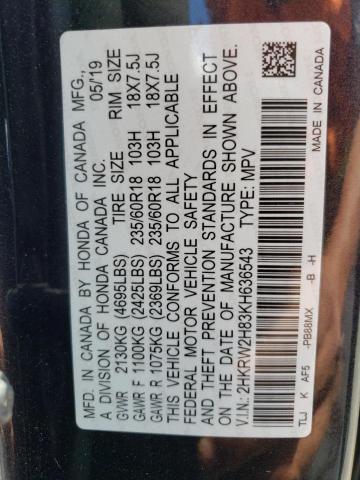 MFD. IN CANADA BY HONDA OF CANADA MFG.,
A DIVISION OF HONDA CANADA INC. 05/19
TIRE SIZE RIM SIZE
GVWR 2130KG (4695LBS)
GAWR F 1100KG (2426LBS) 235/60R18 103H 18X7.5J
GAWR R 1075KG (2369LBS) 235/60R18 103H 18X7.5J
THIS VEHICLE CONFORMS TO ALL APPLICABLE
FEDERAL MOTOR VEHICLE SAFETY
AND THEFT PREVENTION STANDARDS IN EFFECT
ON THE DATE OF MANUFACTURE SHOWN ABOVE.
V.I.N: 2HKRW2H83KH636543 TYPE: MPV
TLJ K AF5 -PB88MX -B -H
MADE IN CANADA